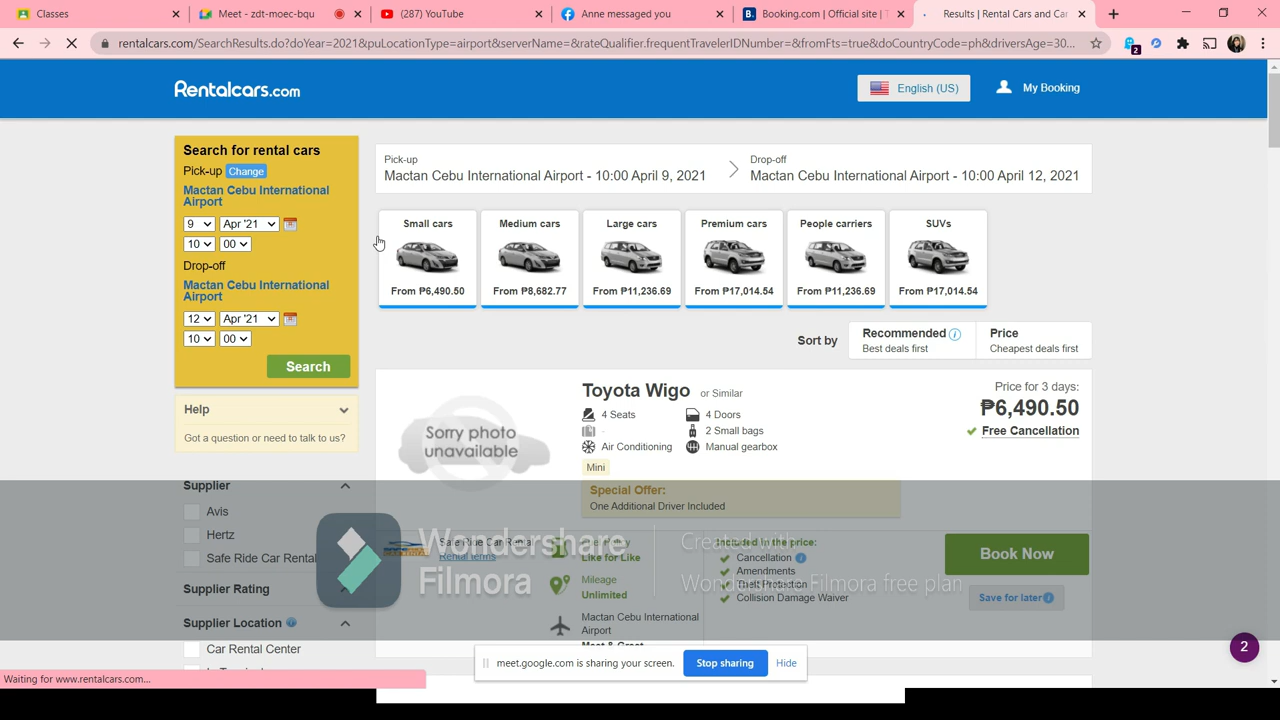 Classes
Meet - zdt-moec-bqu
(287) YouTube
Anne messaged you
Booking.com | Official site | T
Results | Rental Cars and Car
rentalcars.com/SearchResults.do?doYear=2021&puLocationType=airport&serverName=&rateQualifier.frequentTravelerIDNumber=&fromFts=true&doCountryCode=ph&driversAge=30...
2
Rentalcars.com
English (US)
My Booking
Search for rental cars
Pick-up Change
Mactan Cebu International
Airport
9 Apr '21
10 00
Drop-off
Mactan Cebu International
Airport
12 Apr '21
10 00
Search
Help
Got a question or need to talk to us?
Supplier
Avis
Hertz
Safe Ride Car Rental
Supplier Rating
Supplier Location
Car Rental Center
Pick-up
Mactan Cebu International Airport - 10:00 April 9, 2021
Drop-off
Mactan Cebu International Airport - 10:00 April 12, 2021
Small cars
From ₱6,490.50
Medium cars
From ₱8,682.77
Large cars
From ₱11,236.69
Premium cars
From ₱17,014.54
People carriers
From ₱11,236.69
SUVs
From ₱17,014.54
Sort by
Recommended
Best deals first
Price
Cheapest deals first
Sorry photo
unavailable
Toyota Wigo or Similar
4 Seats
4 Doors
-
2 Small bags
Air Conditioning
Manual gearbox
Mini
Special Offer:
One Additional Driver Included
Price for 3 days:
₱6,490.50
Free Cancellation
Safe Ride Car Rental
Rental terms
Like for Like
Mileage
Unlimited
Mactan Cebu International
Airport
Meet & Greet
Included in the price:
Cancellation
Amendments
Theft Protection
Collision Damage Waiver
Book Now
Save for later
Wondershare
Filmora
Created with
Wondershare Filmora free plan
meet.google.com is sharing your screen.
Stop sharing
Hide
2
Waiting for www.rentalcars.com...